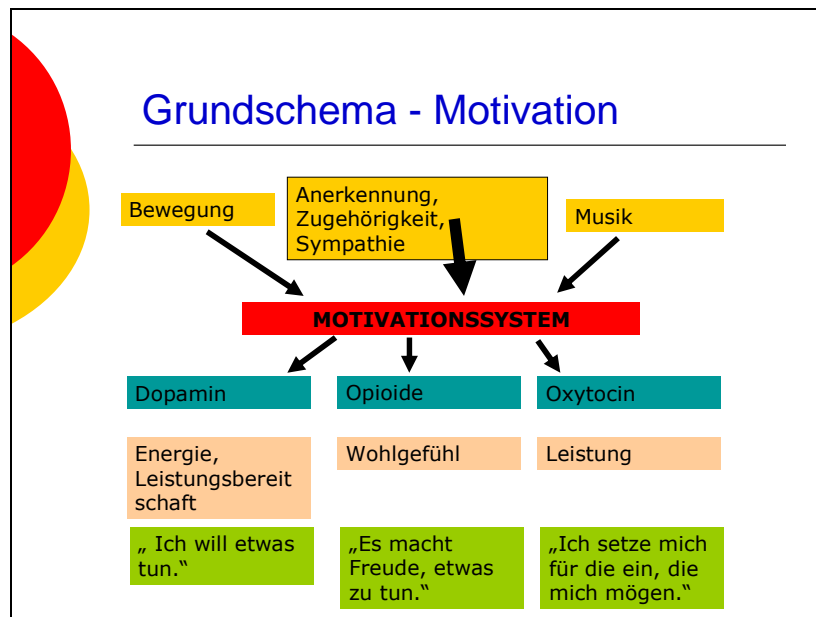 Grundschema - Motivation
Bewegung
Anerkennung,
Zugehörigkeit,
Sympathie
Musik
MOTIVATIONSSYSTEM
Dopamin
Opioide
Oxytocin
Energie,
Leistungsbereit
schaft
Wohlgefühl
Leistung
„ Ich will etwas
tun.“
„Es macht
Freude, etwas
zu tun.“
„Ich setze mich
für die ein, die
mich mögen.“